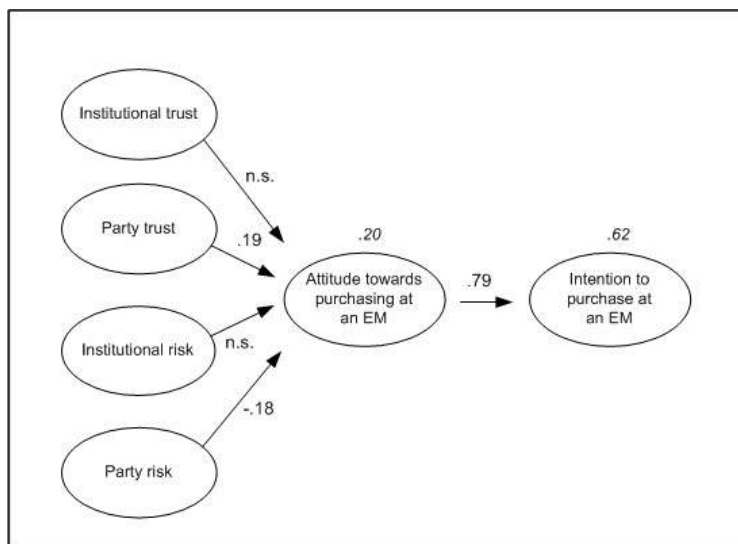 Institutional trust
n.s.
Party trust
.19
.20
.62
Attitude towards
purchasing at
an EM
.79
Intention to
purchase at
an EM
Institutional risk
n.s.
-.18
Party risk